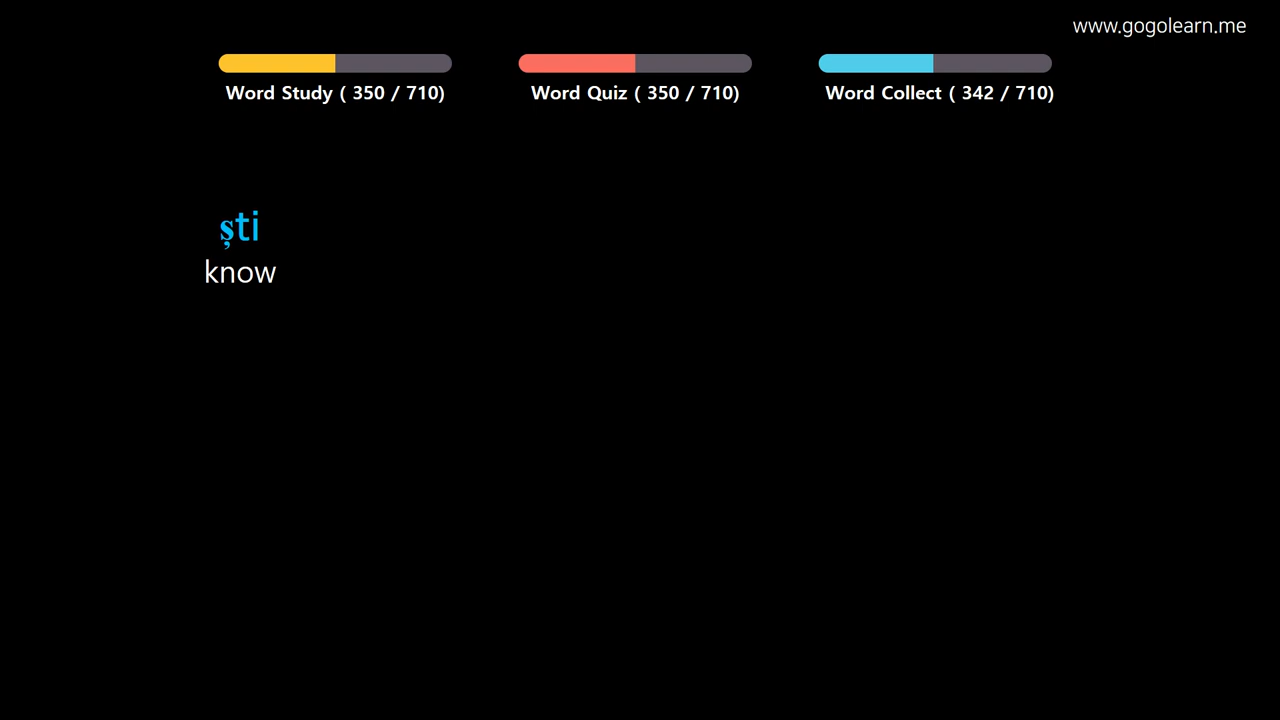 www.gogolearn.me
Word Study ( 350 / 710)
Word Quiz ( 350 / 710)
Word Collect ( 342 / 710)
ști
know